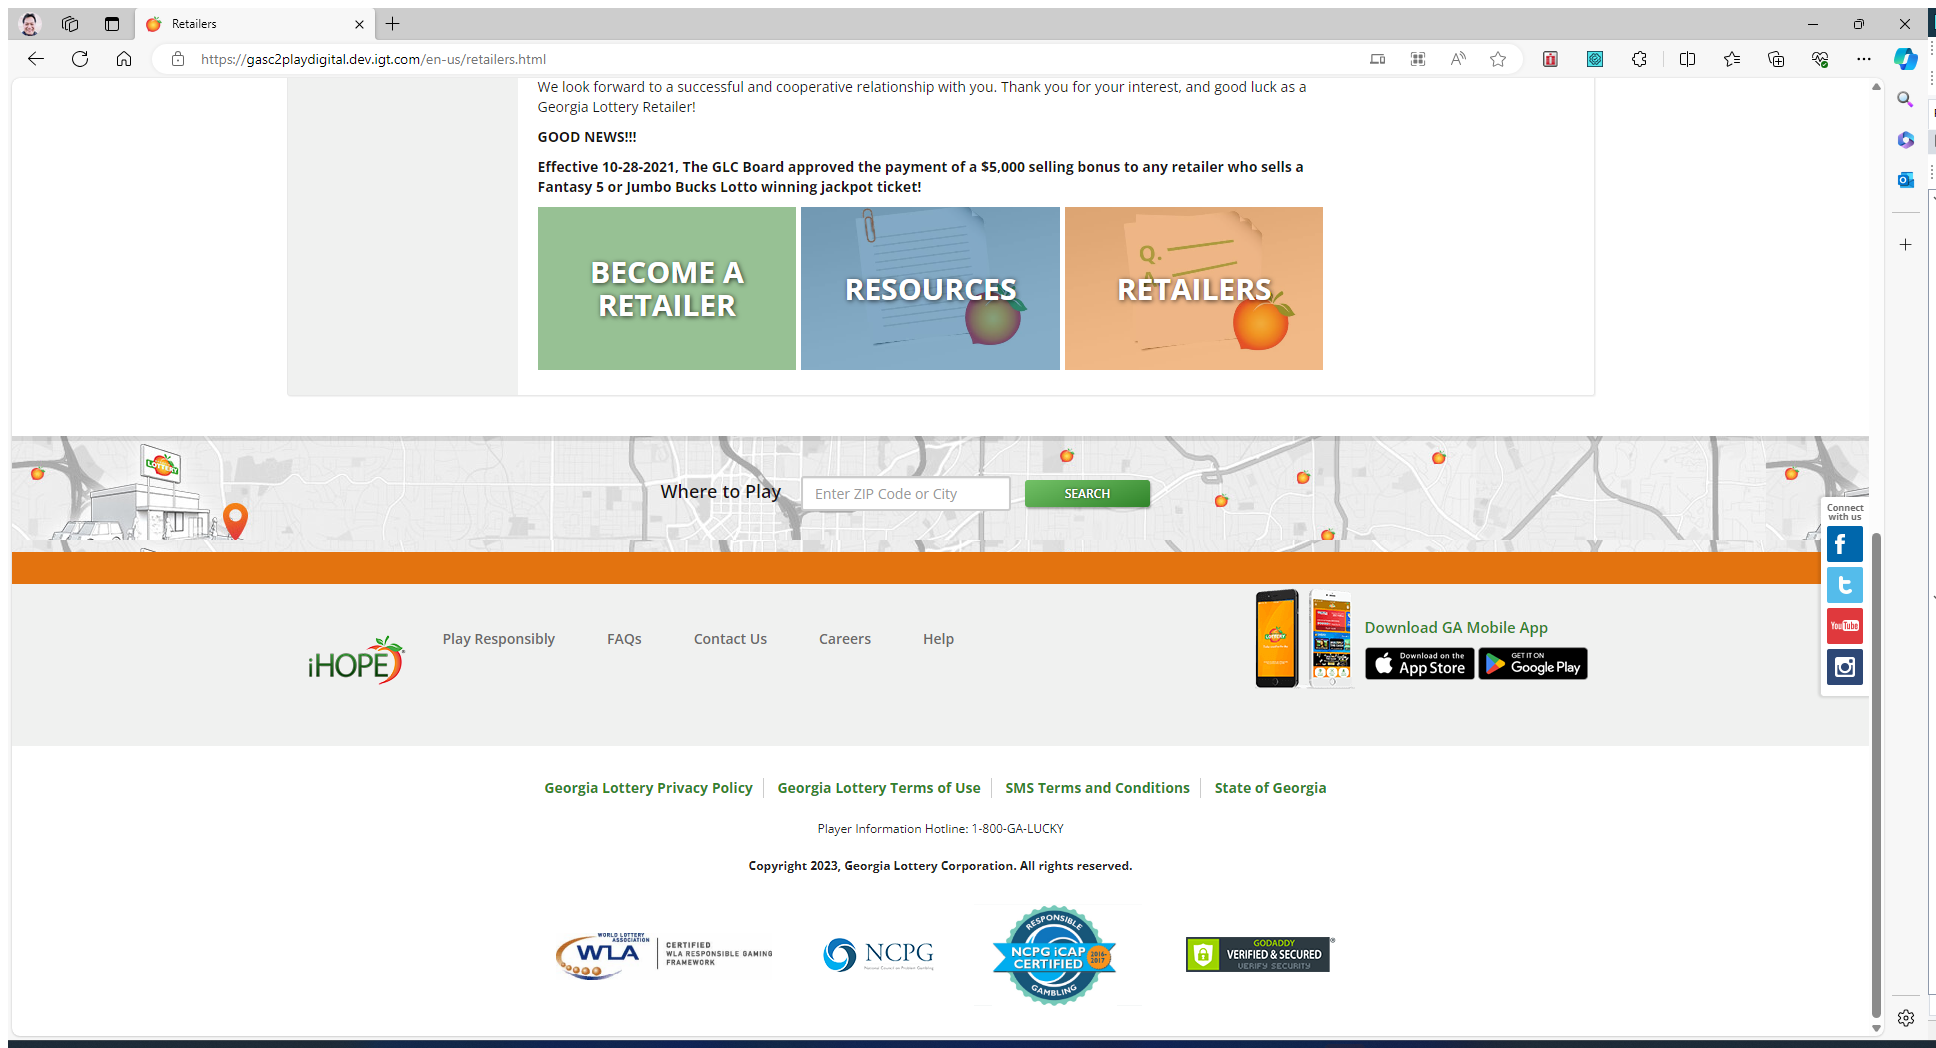 Retailers
https://gasc2playdigital.dev.igt.com/en-us/retailers.html
We look forward to a successful and cooperative relationship with you. Thank you for your interest, and good luck as a
Georgia Lottery Retailer!
GOOD NEWS!!!
Effective 10-28-2021, The GLC Board approved the payment of a $5,000 selling bonus to any retailer who sells a
Fantasy 5 or Jumbo Bucks Lotto winning jackpot ticket!
BECOME A
RETAILER
RESOURCES
Q.
RETAILERS
LOTTERY
Where to Play
Enter ZIP Code or City
SEARCH
Connect
with us
YouTube
iHOPE
Play Responsibly
FAQs
Contact Us
Careers
Help
Download GA Mobile App
Download on the
App Store
GET IT ON
Google Play
Georgia Lottery Privacy Policy
Georgia Lottery Terms of Use
SMS Terms and Conditions
State of Georgia
Player Information Hotline: 1-800-GA-LUCKY
Copyright 2023, Georgia Lottery Corporation. All rights reserved.
WORLD LOTTERY
ASSOCIATION
WLA
CERTIFIED
WLA RESPONSIBLE GAMING
FRAMEWORK
NCPG
National Council on Problem Gambling
RESPONSIBLE
NCPG iCAP
CERTIFIED
2016-
2017
GAMBLING
GODADDY
VERIFIED & SECURED
VERIFY SECURITY